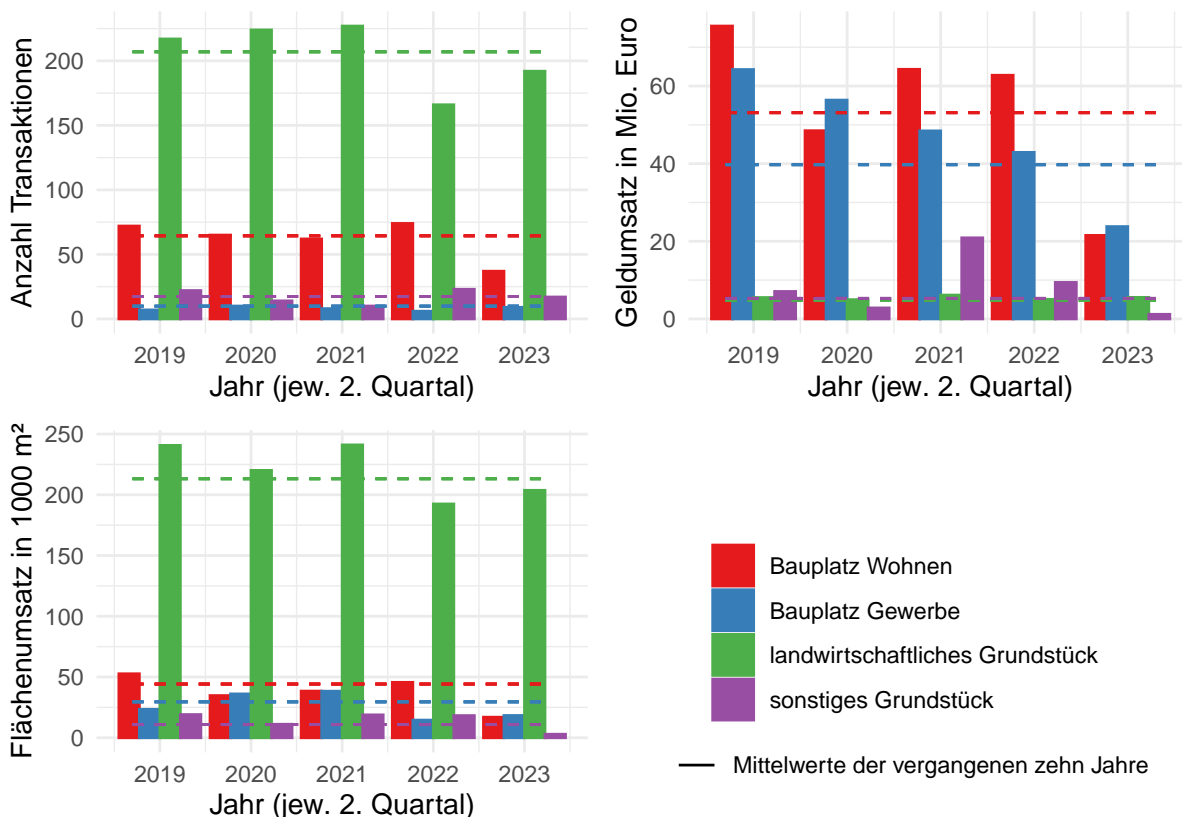 Anzahl Transaktionen
200
150
100
50
0
2019 2020 2021 2022 2023
Jahr (jew. 2. Quartal)
Geldumsatz in Mio. Euro
60
40
20
0
2019 2020 2021 2022 2023
Jahr (jew. 2. Quartal)
Flächenumsatz in 1000 m²
250
200
150
100
50
0
2019 2020 2021 2022 2023
Jahr (jew. 2. Quartal)
Bauplatz Wohnen
Bauplatz Gewerbe
landwirtschaftliches Grundstück
sonstiges Grundstück
Mittelwerte der vergangenen zehn Jahre